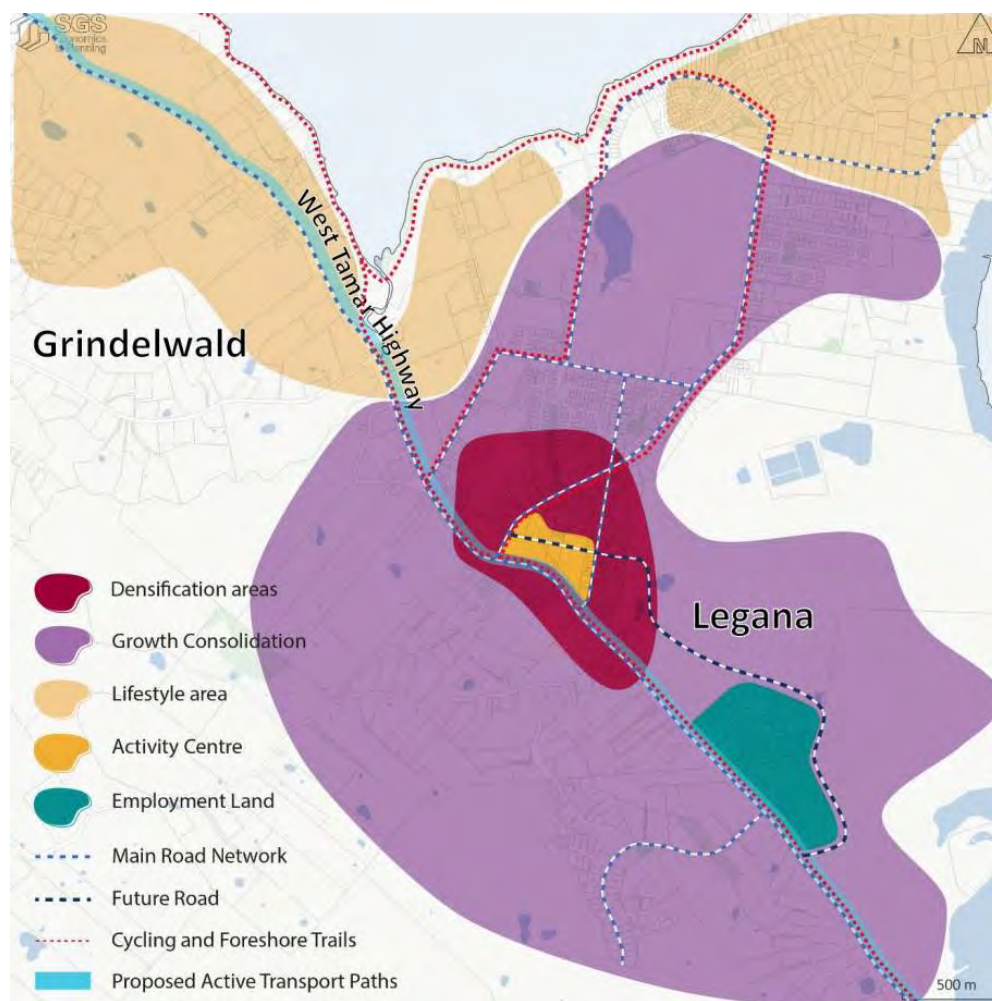 SGS
Economics
& Planning
N
West Tamar Highway
Grindelwald
Legana
Densification areas
Growth Consolidation
Lifestyle area
Activity Centre
Employment Land
Main Road Network
Future Road
Cycling and Foreshore Trails
Proposed Active Transport Paths
500 m